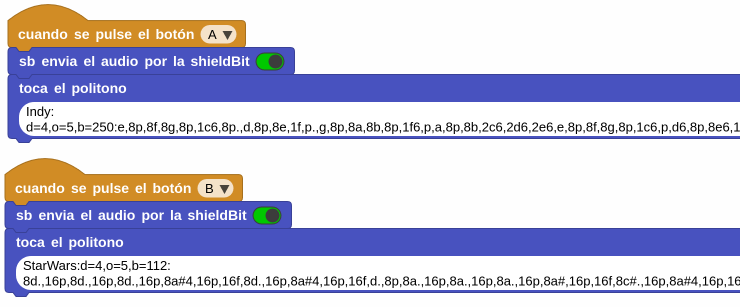 cuando se pulse el botón A
sb envia el audio por la shieldBit
toca el politono
Indy:
d=4,o=5,b=250:e,8p,8f,8g,8p,1c6,8p.,d,8p,8e,1f,p.,g,8p,8a,8b,8p,1f6,p,a,8p,8b,2c6,2d6,2e6,e,8p,8f,8g,8p,1c6,p,d6,8p,8e6,1
cuando se pulse el botón B
sb envia el audio por la shieldBit
toca el politono
StarWars:d=4,o=5,b=112:
8d.,16p,8d.,16p,8d.,16p,8a#4,16p,16f,8d.,16p,8a#4,16p,16f,d.,8p,8a.,16p,8a.,16p,8a.,16p,8a#,16p,16f,8c#.,16p,8a#4,16p,16